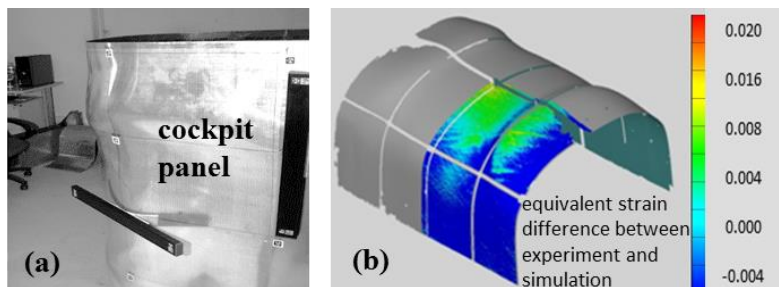 cockpit
panel
(a)
(b)
equivalent strain
difference between
experiment and
simulation
0.020
0.016
0.008
0.004
0.000
-0.004